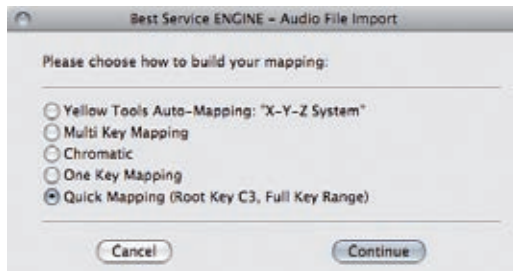 Best Service ENGINE – Audio File Import
Please choose how to build your mapping:
Yellow Tools Auto-Mapping: "X-Y-Z System"
Multi Key Mapping
Chromatic
One Key Mapping
Quick Mapping (Root Key C3, Full Key Range)
Cancel Continue